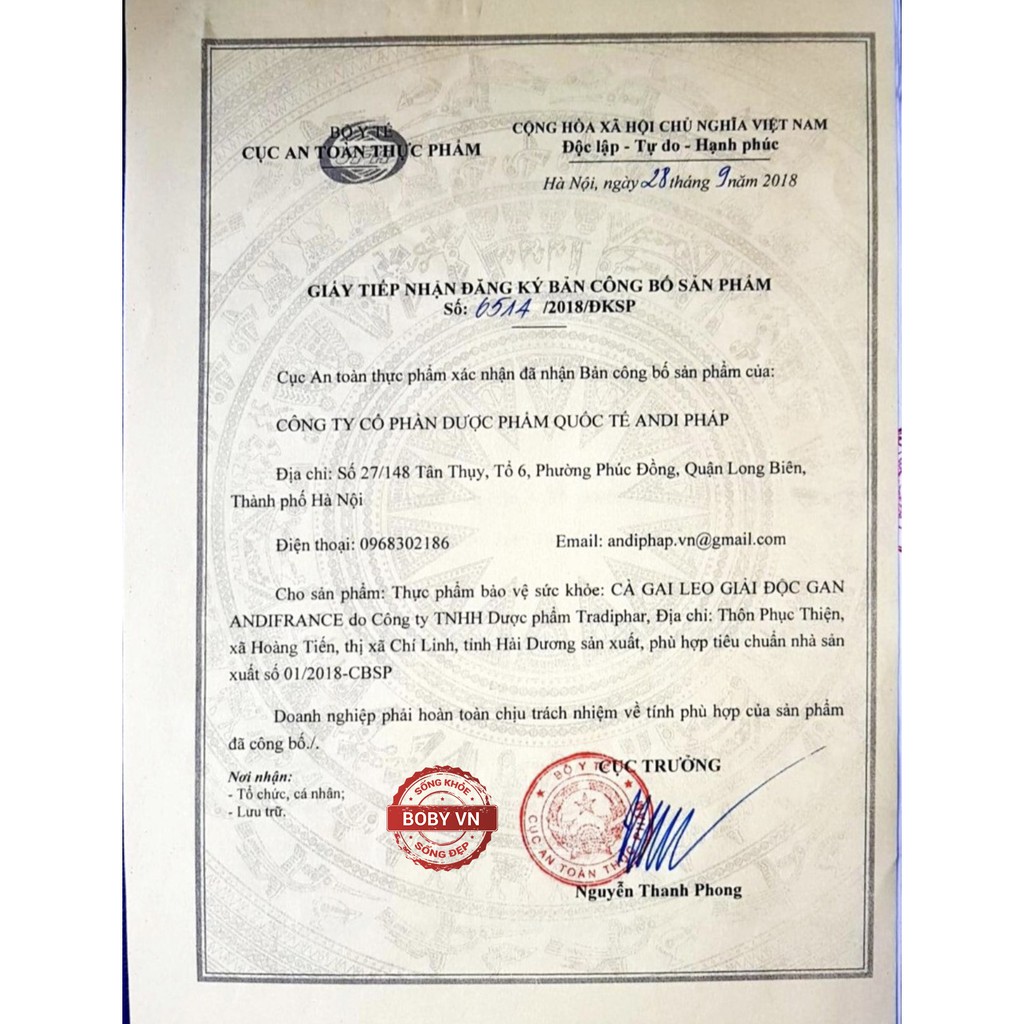 BỘ Y TẾ
CỤC AN TOÀN THỰC PHẨM
CỘNG HÒA XÃ HỘI CHỦ NGHĨA VIỆT NAM
Độc lập - Tự do - Hạnh phúc
Hà Nội, ngày 28 tháng 9 năm 2018
GIẤY TIẾP NHẬN ĐĂNG KÝ BẢN CÔNG BỐ SẢN PHẨM
Số: 6514 /2018/ĐKSP
Cục An toàn thực phẩm xác nhận đã nhận Bản công bố sản phẩm của:
CÔNG TY CỔ PHẦN DƯỢC PHẨM QUỐC TẾ ANDI PHÁP
Địa chỉ: Số 27/148 Tân Thụy, Tổ 6, Phường Phúc Đồng, Quận Long Biên,
Thành phố Hà Nội
Điện thoại: 0968302186 Email: andiphap.vn@gmail.com
Cho sản phẩm: Thực phẩm bảo vệ sức khỏe: CÀ GAI LEO GIẢI ĐỘC GAN
ANDIFRANCE do Công ty TNHH Dược phẩm Tradiphar, Địa chỉ: Thôn Phục Thiện,
xã Hoàng Tiến, thị xã Chí Linh, tỉnh Hải Dương sản xuất, phù hợp tiêu chuẩn nhà sản
xuất số 01/2018-CBSP
Doanh nghiệp phải hoàn toàn chịu trách nhiệm về tính phù hợp của sản phẩm
đã công bố./.
Nơi nhận:
- Tổ chức, cá nhân;
- Lưu trữ.
SỐNG KHỎE
BOBY VN
SỐNG ĐẸP
CỤC TRƯỞNG
BỘ Y TẾ
CỤC AN TOÀN THỰC PHẨM
Nguyễn Thanh Phong